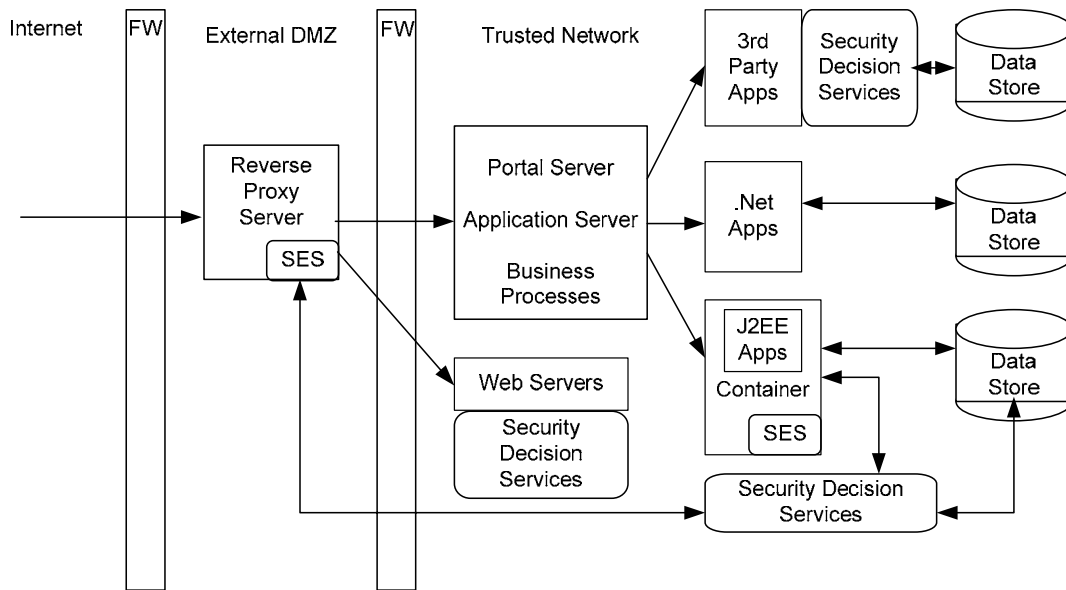 Internet
FW
External DMZ
FW
Trusted Network
3rd
Party
Apps
Security
Decision
Services
Data
Store
Reverse
Proxy
Server
SES
Portal Server
Application Server
Business
Processes
.Net
Apps
Data
Store
J2EE
Apps
Container
SES
Data
Store
Web Servers
Security
Decision
Services
Security Decision
Services